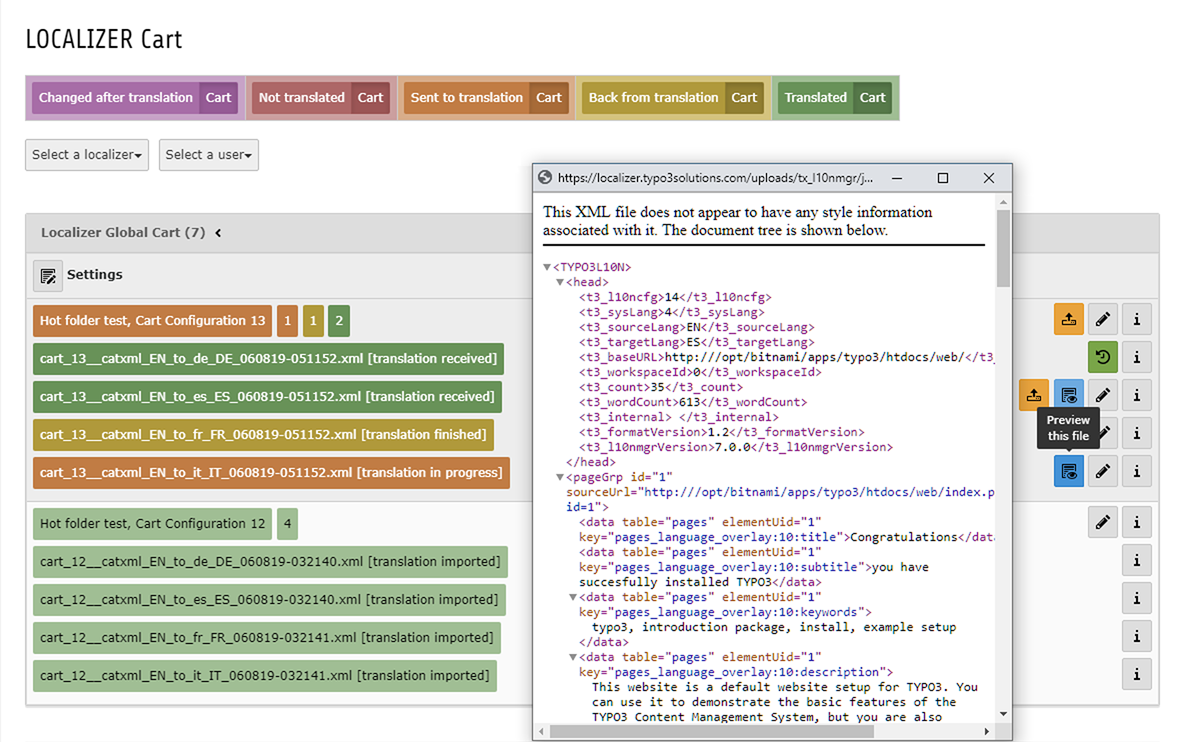 LOCALIZER Cart
Changed after translation Cart Not translated Cart Sent to translation Cart Back from translation Cart Translated Cart
Select a localizer Select a user
Localizer Global Cart (7)
Settings
Hot folder test, Cart Configuration 13 1 1 2
cart_13__catxml_EN_to_de_DE_060819-051152.xml [translation received]
cart_13__catxml_EN_to_es_ES_060819-051152.xml [translation received]
cart_13__catxml_EN_to_fr_FR_060819-051152.xml [translation finished]
cart_13__catxml_EN_to_it_IT_060819-051152.xml [translation in progress]
Hot folder test, Cart Configuration 12 4
cart_12__catxml_EN_to_de_DE_060819-032140.xml [translation imported]
cart_12__catxml_EN_to_es_ES_060819-032140.xml [translation imported]
cart_12__catxml_EN_to_fr_FR_060819-032141.xml [translation imported]
cart_12__catxml_EN_to_it_IT_060819-032141.xml [translation imported]
https://localizer.typo3solutions.com/uploads/tx_l10nmgr/j...
This XML file does not appear to have any style information
associated with it. The document tree is shown below.
<TYPO3L10N>
<head>
<t3_l10ncfg>14</t3_l10ncfg>
<t3_sysLang>4</t3_sysLang>
<t3_sourceLang>EN</t3_sourceLang>
<t3_targetLang>ES</t3_targetLang>
<t3_baseURL>http:///opt/bitnami/apps/typo3/htdocs/web/</t3_
<t3_workspaceId>0</t3_workspaceId>
<t3_count>35</t3_count>
<t3_wordCount>613</t3_wordCount>
<t3_internal> </t3_internal>
<t3_formatVersion>1.2</t3_formatVersion>
<t3_l10nmgrVersion>7.0.0</t3_l10nmgrVersion>
</head>
<pageGrp id="1"
sourceUrl="http:///opt/bitnami/apps/typo3/htdocs/web/index.p
id=1">
<data table="pages" elementUid="1"
key="pages_language_overlay:10:title">Congratulations</data
<data table="pages" elementUid="1"
key="pages_language_overlay:10:subtitle">you have
succesfully installed TYPO3</data>
<data table="pages" elementUid="1"
key="pages_language_overlay:10:keywords">
typo3, introduction package, install, example setup
</data>
<data table="pages" elementUid="1"
key="pages_language_overlay:10:description">
This website is a default website setup for TYPO3. You
can use it to demonstrate the basic features of the
TYPO3 Content Management System, but you are also
Preview
this file